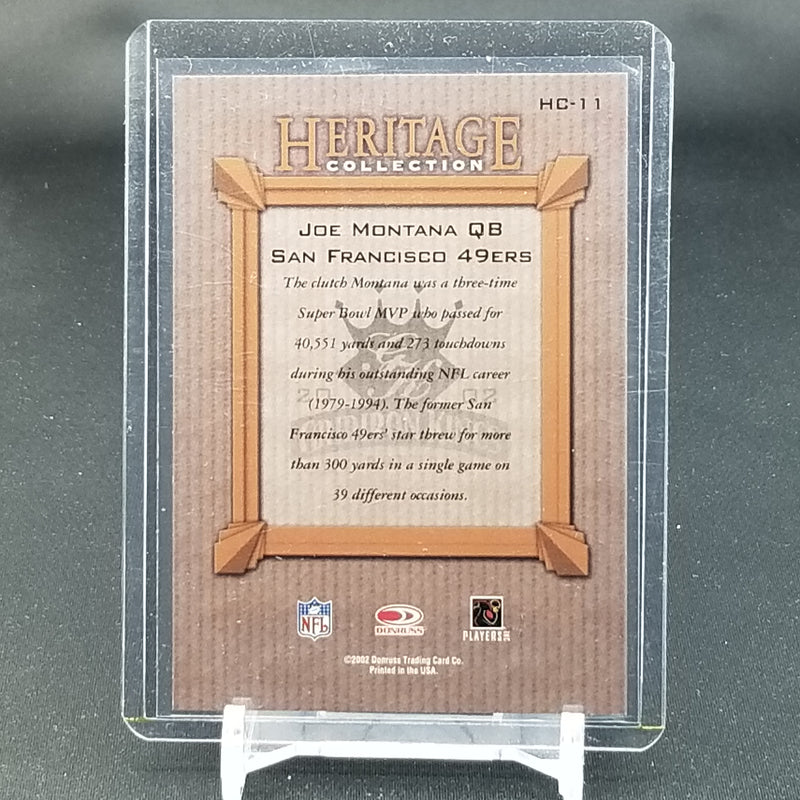 HC-11
HERITAGE
COLLECTION
JOE MONTANA QB
SAN FRANCISCO 49ERS
The clutch Montana was a three-time
Super Bowl MVP who passed for
40,551 yards and 273 touchdowns
during his outstanding NFL career
(1979-1994). The former San
Francisco 49ers' star threw for more
than 300 yards in a single game on
39 different occasions.
NFL DONRUSS PLAYERS INC
©2002 Donruss Trading Card Co.
Printed in the USA.